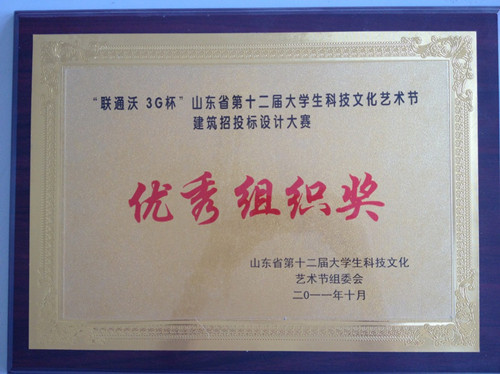 “联通沃 3G杯”山东省第十二届大学生科技文化艺术节
建筑招投标设计大赛
优秀组织奖
山东省第十二届大学生科技文化
艺术节组委会
二0一一年十月